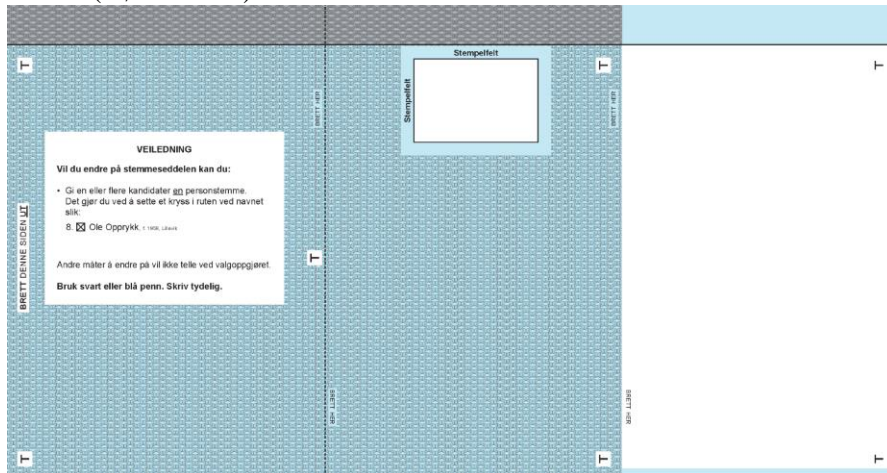 Stempelfelt
Stempelfelt
T
T
T
BRETT HER
BRETT HER
VEILEDNING
Vil du endre på stemmeseddelen kan du:
• Gi en eller flere kandidater en personstemme.
Det gjør du ved å sette et kryss i ruten ved navnet
slik:
8. ☒ Ole Opprykk,
BRETT DENNE SIDEN UT
T
Andre måter å endre på vil ikke telle ved valgoppgjøret.
Bruk svart eller blå penn. Skriv tydelig.
BRETT HER
BRETT HER
T
T
T